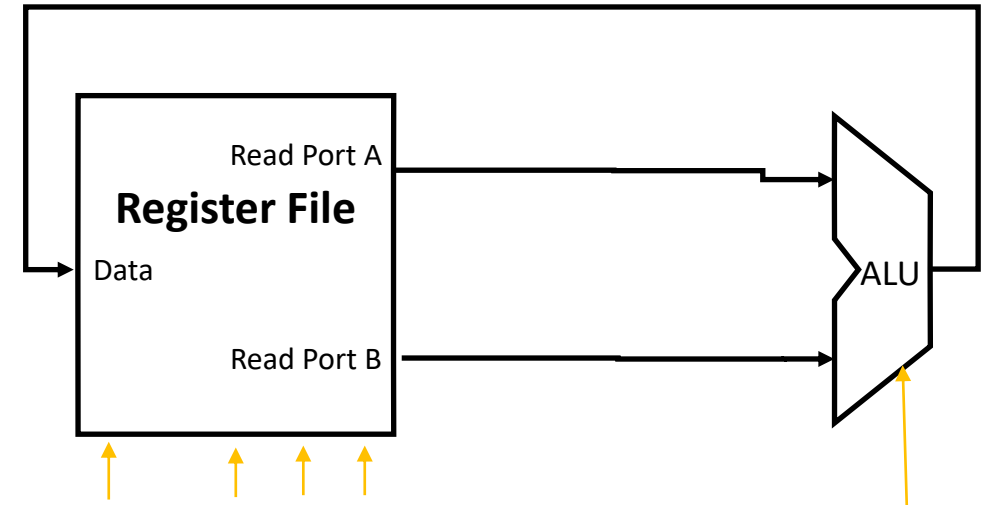 Read Port A
Register File
Data
ALU
Read Port B